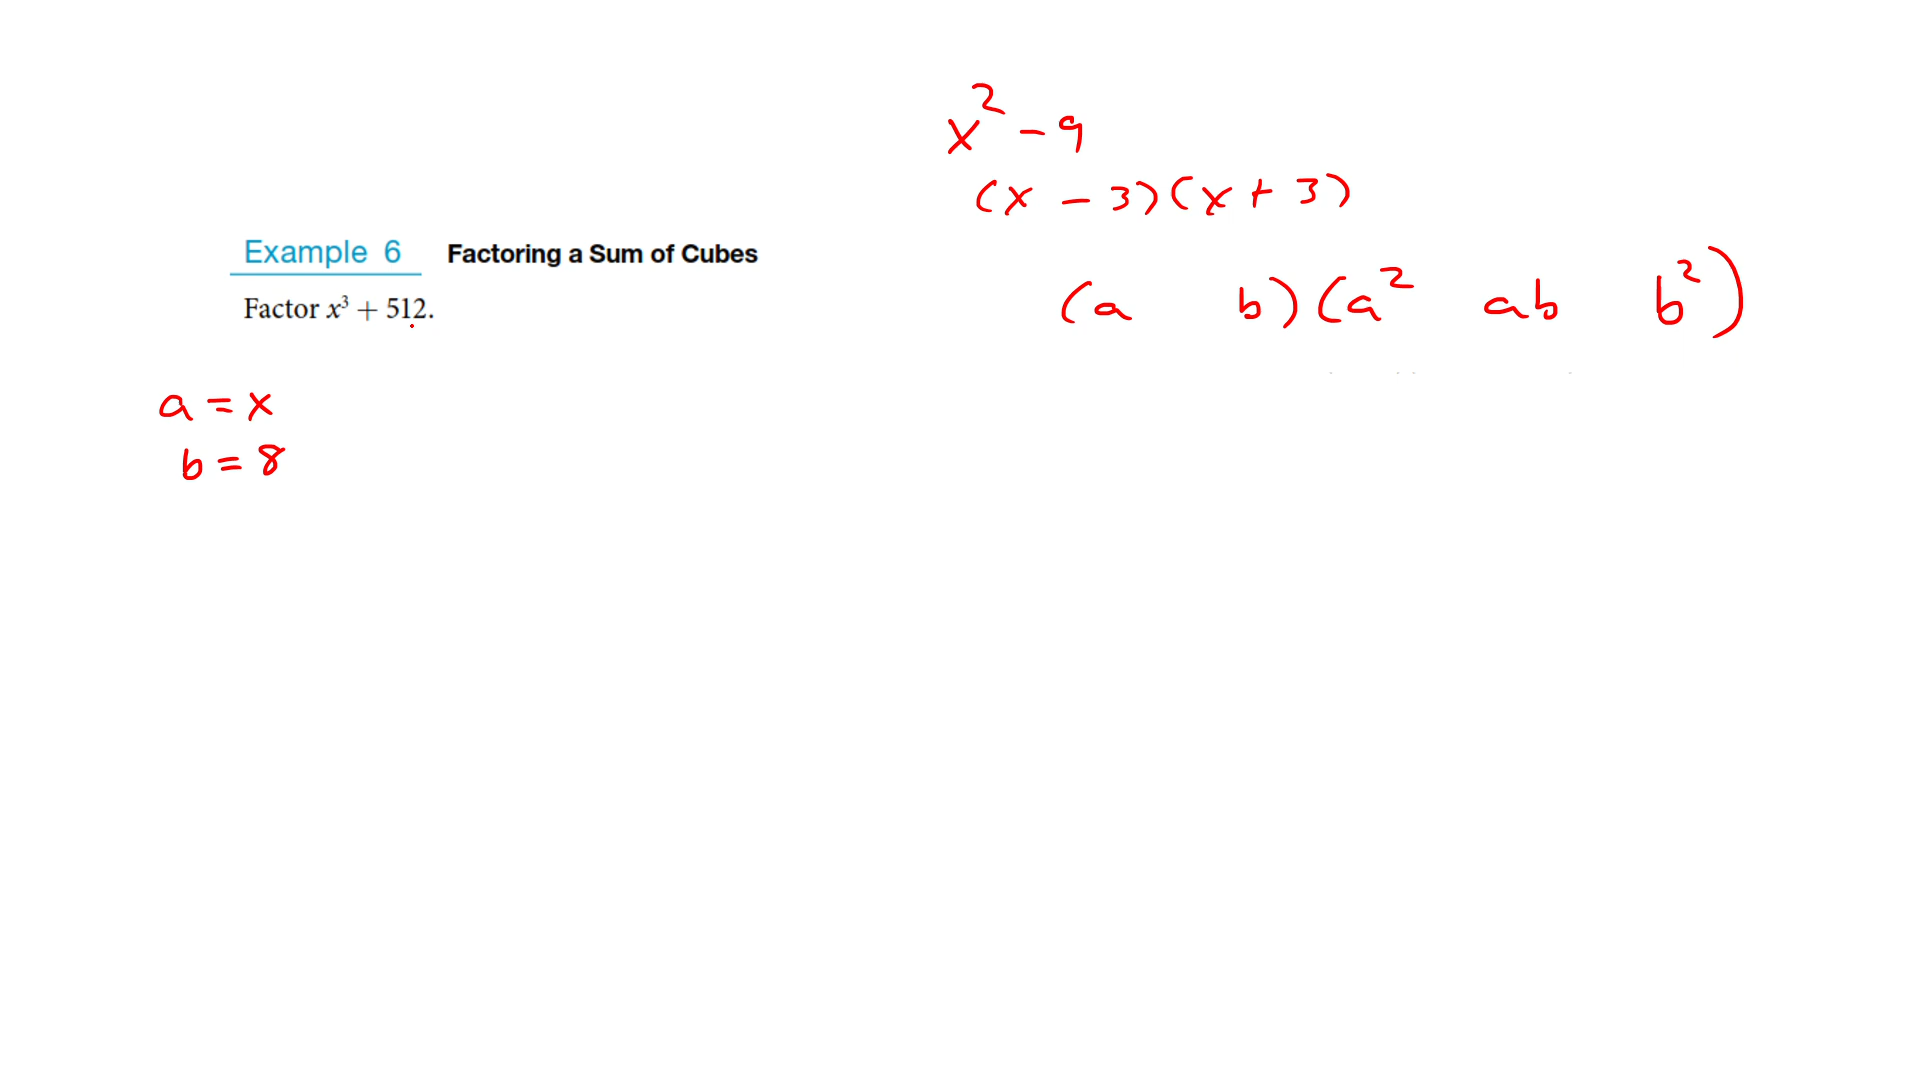 x² - 9
(x - 3)(x + 3)
Example 6 Factoring a Sum of Cubes
Factor x³ + 512.
(a b)(a² ab b²)
a = x
b = 8